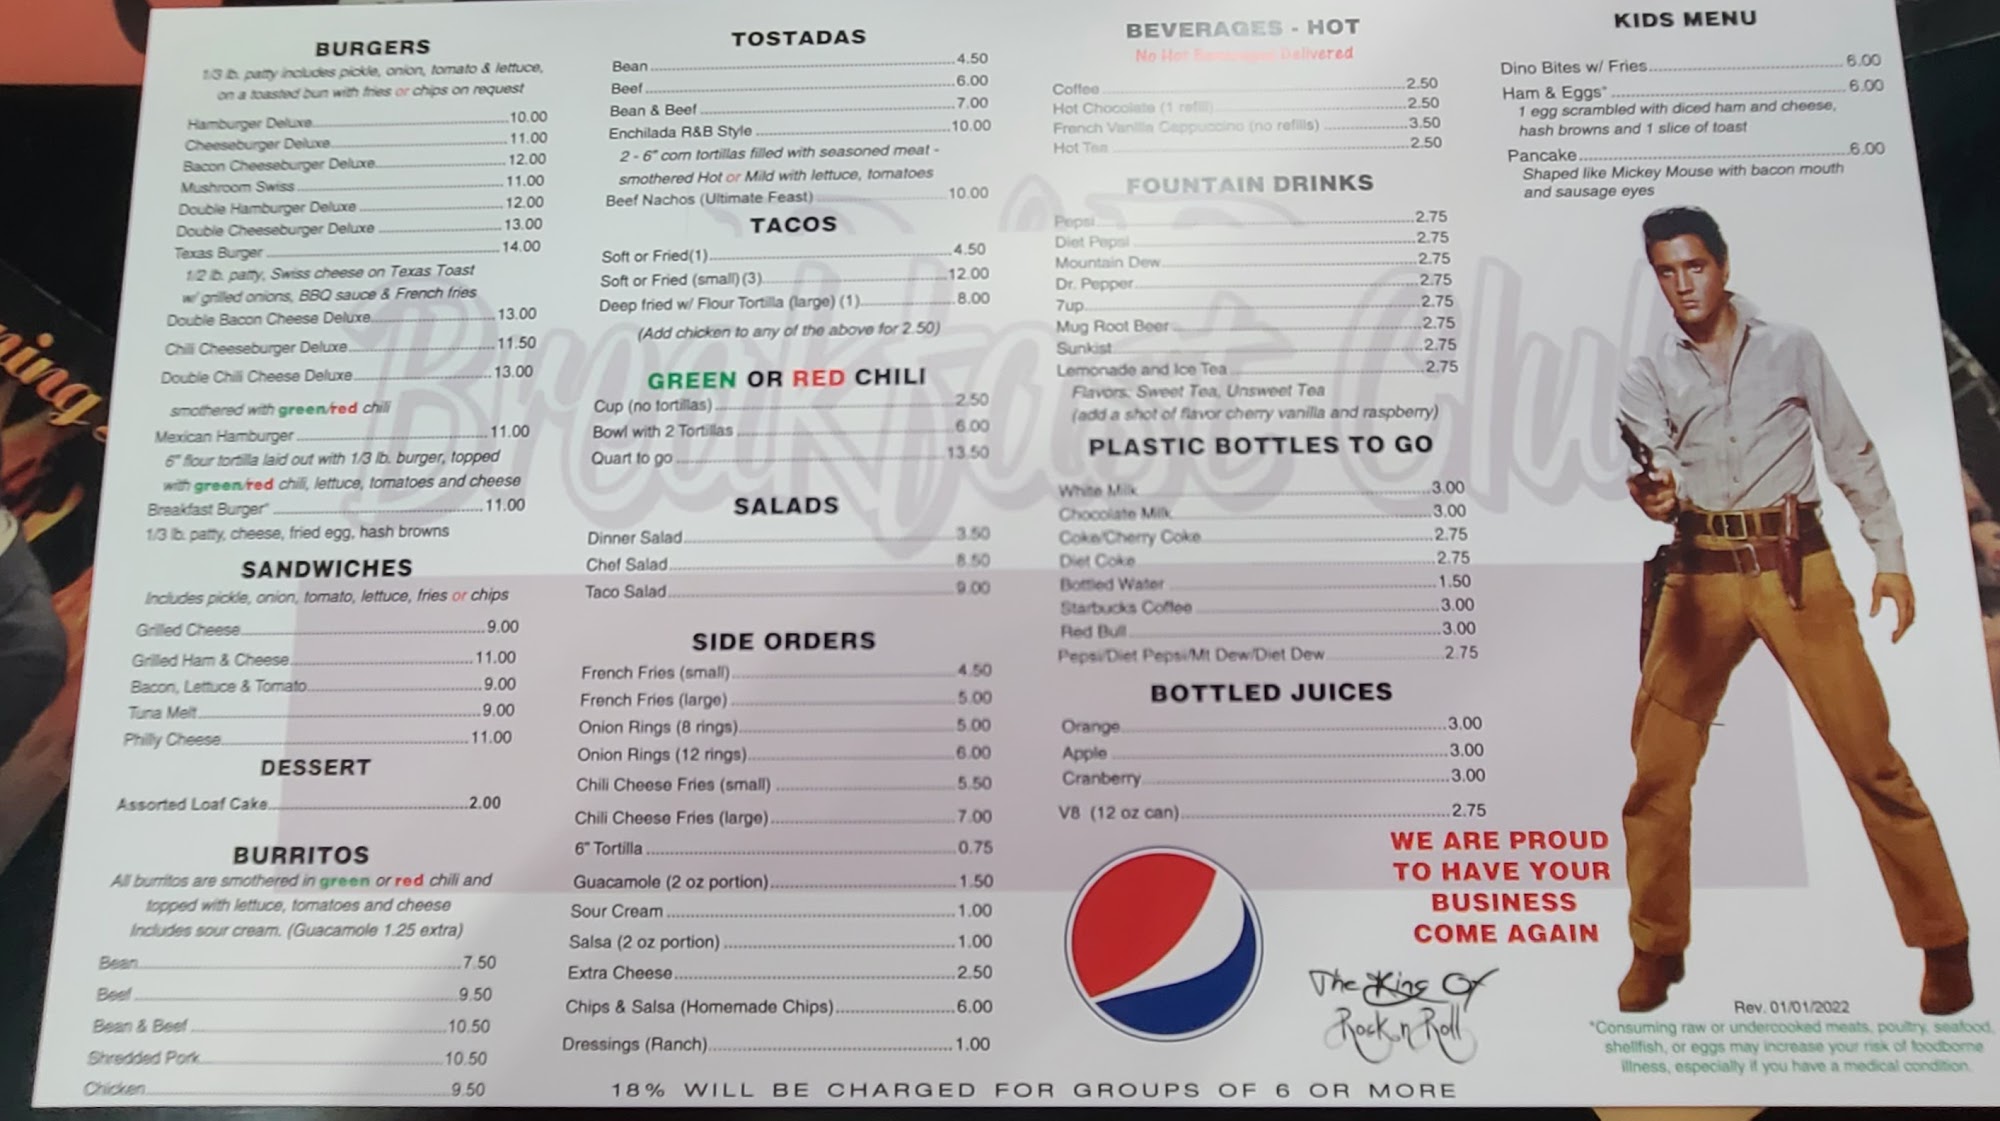 BURGERS
1/3 lb. patty includes pickle, onion, tomato & lettuce,
on a toasted bun with fries or chips on request
Hamburger Deluxe 10.00
Cheeseburger Deluxe 11.00
Bacon Cheeseburger Deluxe 12.00
Mushroom Swiss 11.00
Double Hamburger Deluxe 12.00
Double Cheeseburger Deluxe 13.00
Texas Burger 14.00
1/2 lb. patty, Swiss cheese on Texas Toast
w/ grilled onions, BBQ sauce & French fries
Double Bacon Cheese Deluxe 13.00
Chili Cheeseburger Deluxe 11.50
Double Chili Cheese Deluxe 13.00
smothered with green/red chili
Mexican Hamburger 11.00
6" flour tortilla laid out with 1/3 lb. burger, topped
with green/red chili, lettuce, tomatoes and cheese
Breakfast Burger* 11.00
1/3 lb. patty, cheese, fried egg, hash browns
SANDWICHES
Includes pickle, onion, tomato, lettuce, fries or chips
Grilled Cheese 9.00
Grilled Ham & Cheese 11.00
Bacon, Lettuce & Tomato 9.00
Tuna Melt 9.00
Philly Cheese 11.00
DESSERT
Assorted Loaf Cake 2.00
BURRITOS
All burritos are smothered in green or red chili and
topped with lettuce, tomatoes and cheese
Includes sour cream. (Guacamole 1.25 extra)
Bean 7.50
Beef 9.50
Bean & Beef 10.50
Shredded Pork 10.50
Chicken 9.50
TOSTADAS
Bean 4.50
Beef 6.00
Bean & Beef 7.00
Enchilada R&B Style 10.00
2 - 6" corn tortillas filled with seasoned meat -
smothered Hot or Mild with lettuce, tomatoes
Beef Nachos (Ultimate Feast) 10.00
TACOS
Soft or Fried(1) 4.50
Soft or Fried (small) (3) 12.00
Deep fried w/ Flour Tortilla (large) (1) 8.00
(Add chicken to any of the above for 2.50)
GREEN OR RED CHILI
Cup (no tortillas) 2.50
Bowl with 2 Tortillas 6.00
Quart to go 13.50
SALADS
Dinner Salad 3.50
Chef Salad 8.50
Taco Salad 9.00
SIDE ORDERS
French Fries (small) 4.50
French Fries (large) 5.00
Onion Rings (8 rings) 5.00
Onion Rings (12 rings) 6.00
Chili Cheese Fries (small) 5.50
Chili Cheese Fries (large) 7.00
6" Tortilla 0.75
Guacamole (2 oz portion) 1.50
Sour Cream 1.00
Salsa (2 oz portion) 1.00
Extra Cheese 2.50
Chips & Salsa (Homemade Chips) 6.00
Dressings (Ranch) 1.00
18% WILL BE CHARGED FOR GROUPS OF 6 OR MORE
BEVERAGES - HOT
No Hot Beverages Delivered
Coffee 2.50
Hot Chocolate (1 refill) 2.50
French Vanilla Cappuccino (no refills) 3.50
Hot Tea 2.50
FOUNTAIN DRINKS
Pepsi 2.75
Diet Pepsi 2.75
Mountain Dew 2.75
Dr. Pepper 2.75
7up 2.75
Mug Root Beer 2.75
Sunkist 2.75
Lemonade and Ice Tea 2.75
Flavors: Sweet Tea, Unsweet Tea
(add a shot of flavor cherry vanilla and raspberry)
PLASTIC BOTTLES TO GO
White Milk 3.00
Chocolate Milk 3.00
Coke/Cherry Coke 2.75
Diet Coke 2.75
Bottled Water 1.50
Starbucks Coffee 3.00
Red Bull 3.00
Pepsi/Diet Pepsi/Mt Dew/Diet Dew 2.75
BOTTLED JUICES
Orange 3.00
Apple 3.00
Cranberry 3.00
V8 (12 oz can) 2.75
WE ARE PROUD
TO HAVE YOUR
BUSINESS
COME AGAIN
The King Of
Rock n Roll
KIDS MENU
Dino Bites w/ Fries 6.00
Ham & Eggs* 6.00
1 egg scrambled with diced ham and cheese,
hash browns and 1 slice of toast
Pancake 6.00
Shaped like Mickey Mouse with bacon mouth
and sausage eyes
Rev. 01/01/2022
*Consuming raw or undercooked meats, poultry, seafood,
shellfish, or eggs may increase your risk of foodborne
illness, especially if you have a medical condition.
Breakfast Club